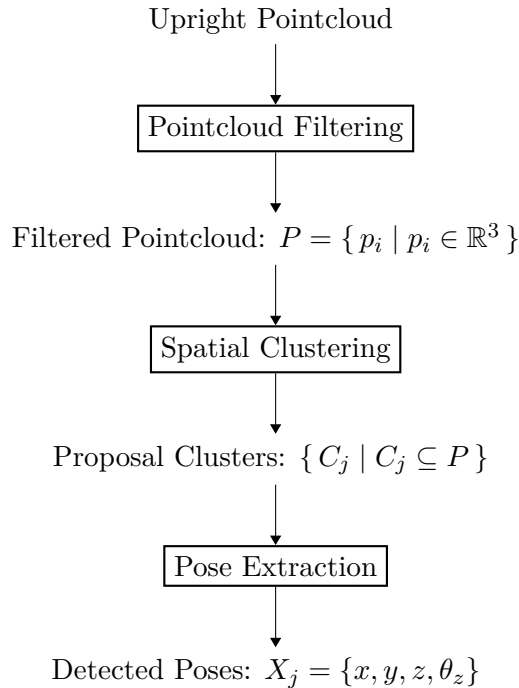 Upright Pointcloud
Pointcloud Filtering
Filtered Pointcloud: P = { p_i | p_i ∈ ℝ³ }
Spatial Clustering
Proposal Clusters: { C_j | C_j ⊆ P }
Pose Extraction
Detected Poses: X_j = {x, y, z, θ_z}